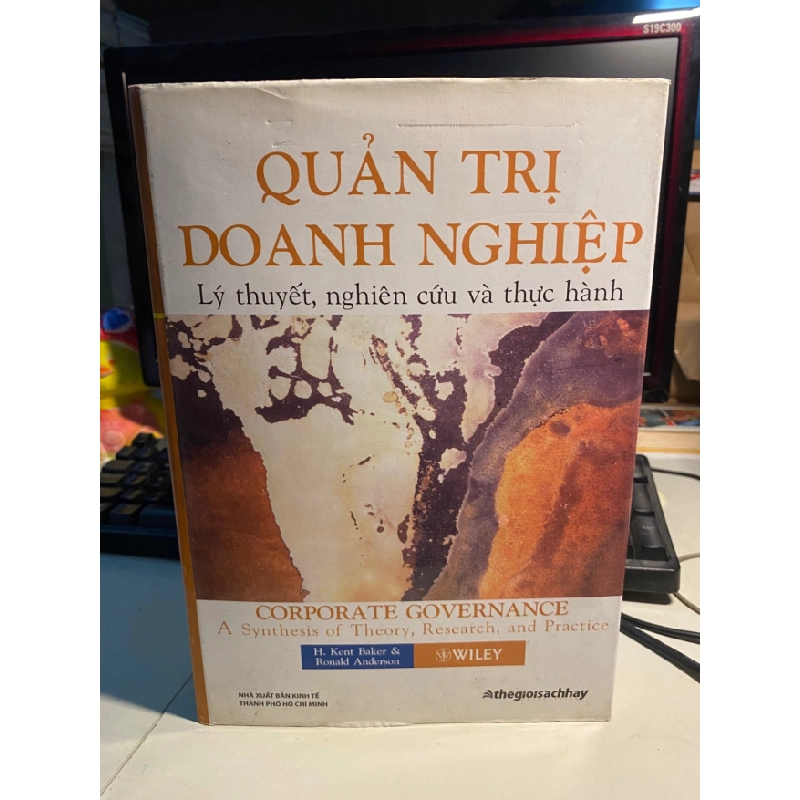 S19C300
QUẢN TRỊ
DOANH NGHIỆP
Lý thuyết, nghiên cứu và thực hành
CORPORATE GOVERNANCE
A Synthesis of Theory, Research, and Practice
H. Kent Baker &
Ronald Anderson
WILEY
NHÀ XUẤT BẢN KINH TẾ
THÀNH PHỐ HỒ CHÍ MINH
thegioisachhay